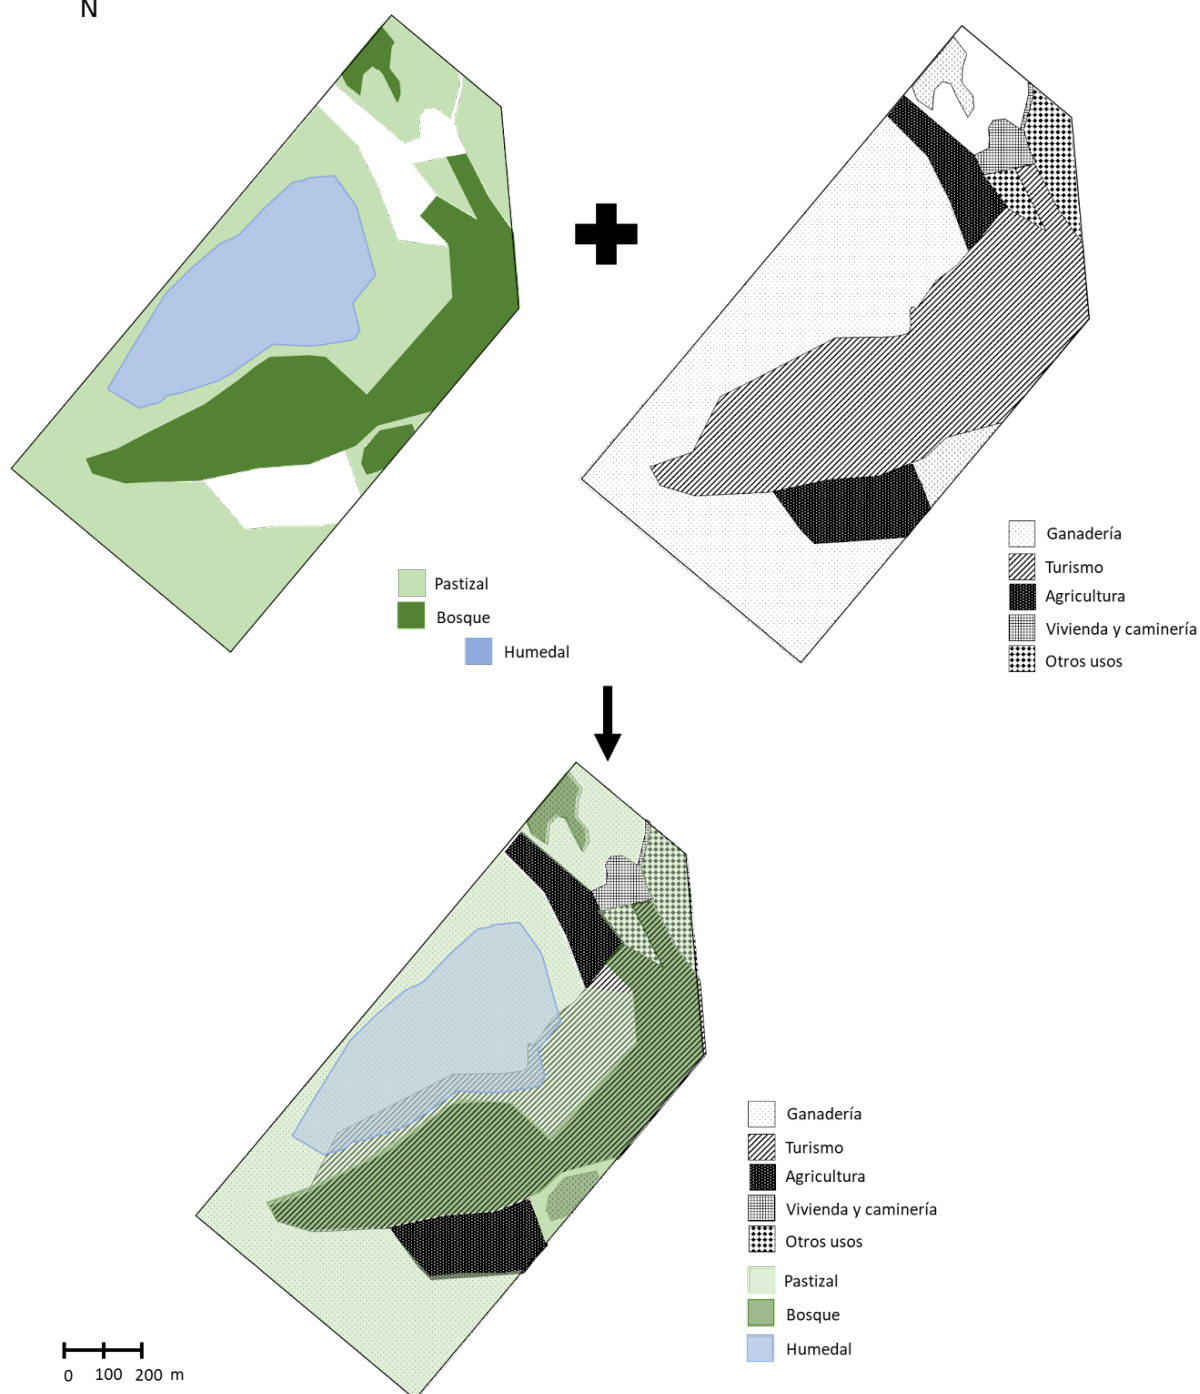 N
Pastizal
Bosque
Humedal
Ganadería
Turismo
Agricultura
Vivienda y caminería
Otros usos
Ganadería
Turismo
Agricultura
Vivienda y caminería
Otros usos
Pastizal
Bosque
Humedal
0 100 200 m